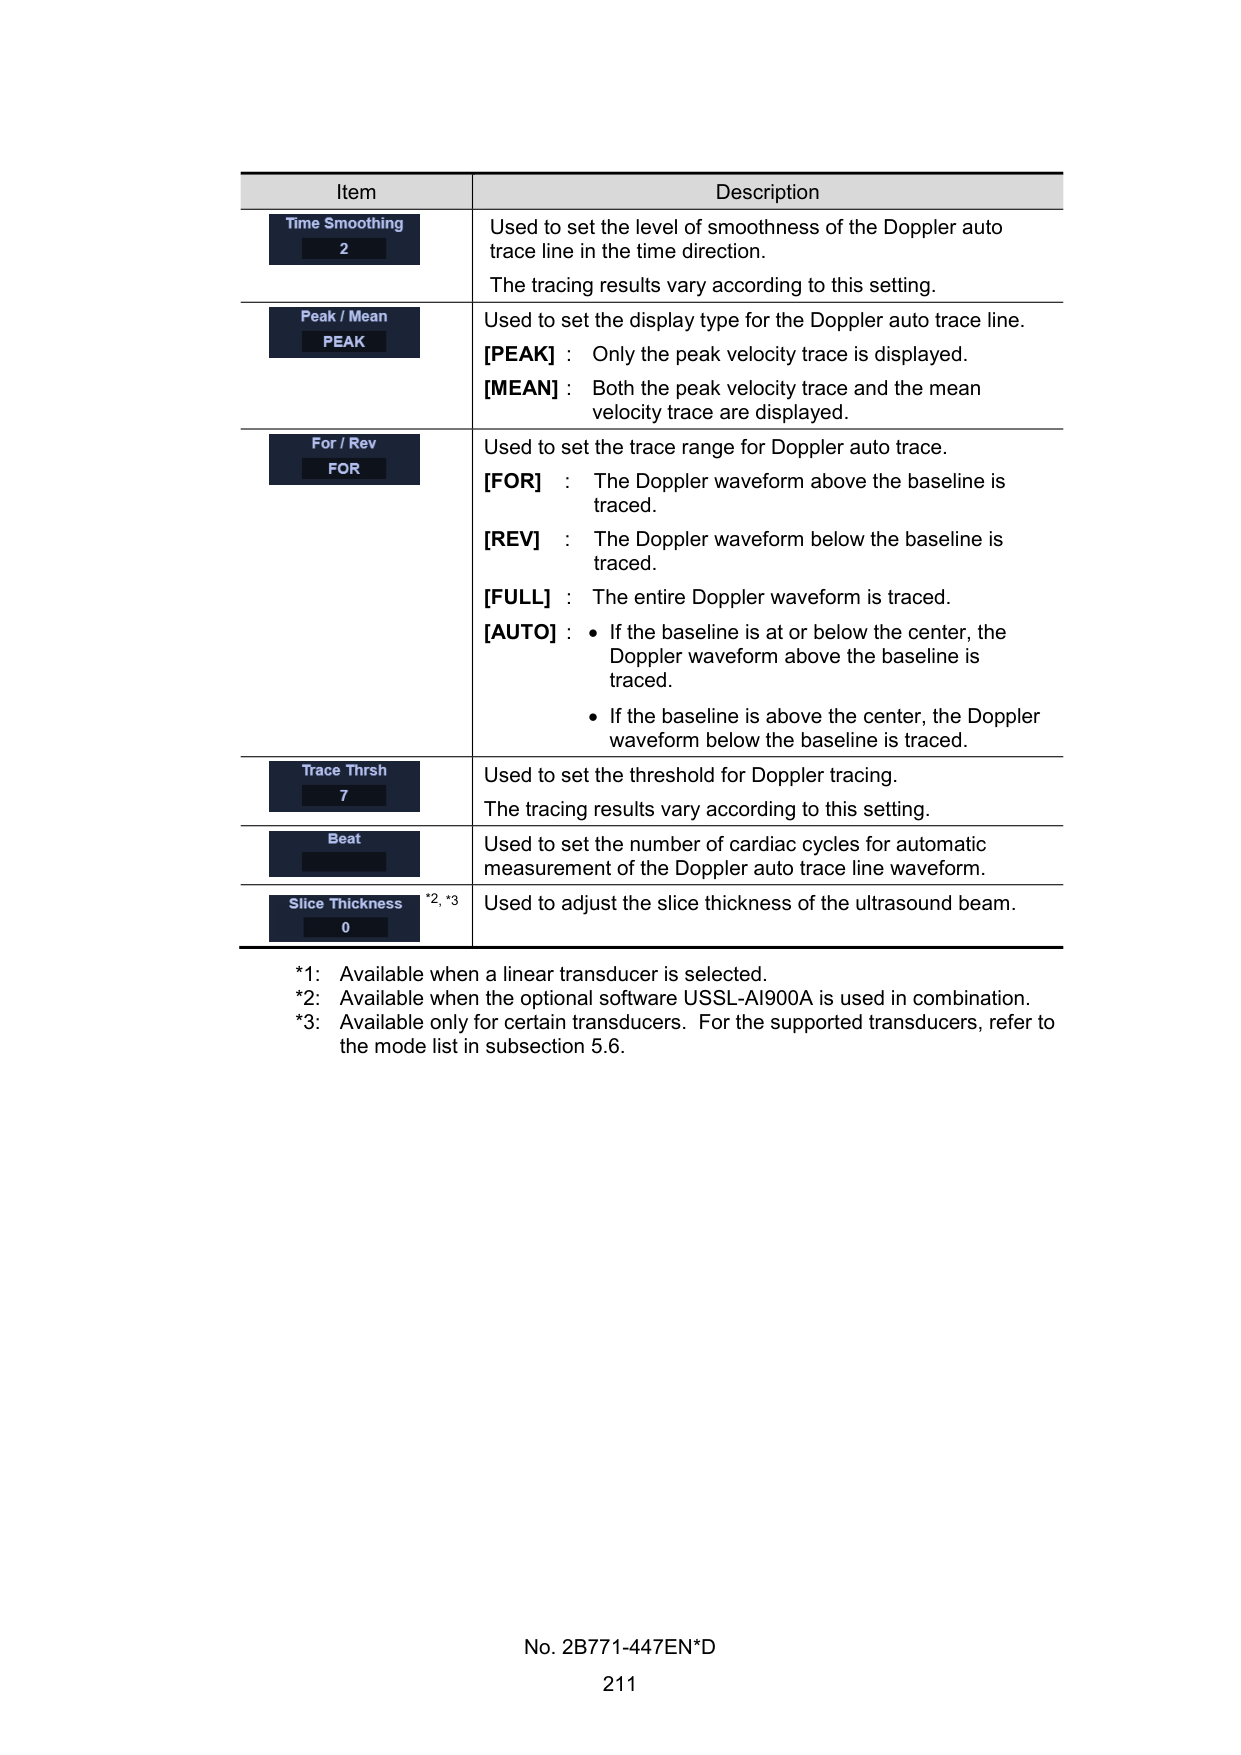 Item Description
Time Smoothing
2
Used to set the level of smoothness of the Doppler auto
trace line in the time direction.
The tracing results vary according to this setting.
Peak / Mean
PEAK
Used to set the display type for the Doppler auto trace line.
[PEAK] : Only the peak velocity trace is displayed.
[MEAN] : Both the peak velocity trace and the mean
velocity trace are displayed.
For / Rev
FOR
Used to set the trace range for Doppler auto trace.
[FOR] : The Doppler waveform above the baseline is
traced.
[REV] : The Doppler waveform below the baseline is
traced.
[FULL] : The entire Doppler waveform is traced.
[AUTO] : • If the baseline is at or below the center, the
Doppler waveform above the baseline is
traced.
• If the baseline is above the center, the Doppler
waveform below the baseline is traced.
Trace Thrsh
7
Used to set the threshold for Doppler tracing.
The tracing results vary according to this setting.
Beat
Used to set the number of cardiac cycles for automatic
measurement of the Doppler auto trace line waveform.
Slice Thickness *2, *3
0
Used to adjust the slice thickness of the ultrasound beam.
*1: Available when a linear transducer is selected.
*2: Available when the optional software USSL-AI900A is used in combination.
*3: Available only for certain transducers. For the supported transducers, refer to
the mode list in subsection 5.6.
No. 2B771-447EN*D
211